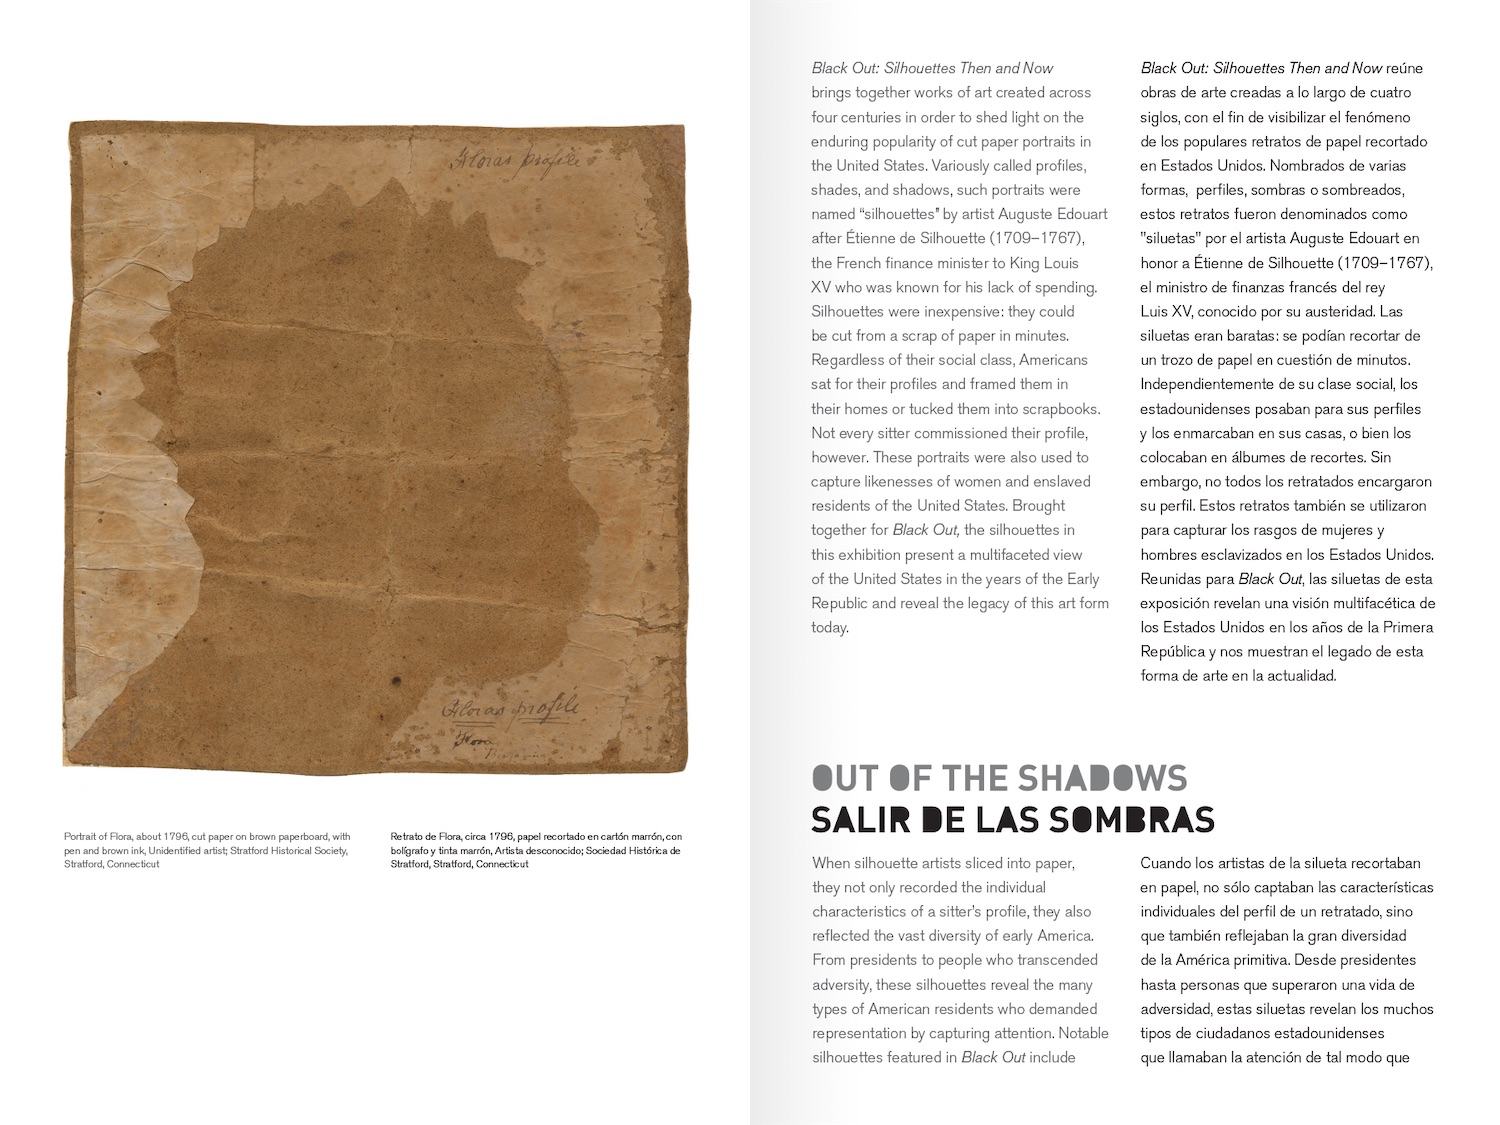 Floras profile
Floras profile
Flora
Portrait of Flora, about 1796, cut paper on brown paperboard, with
pen and brown ink, Unidentified artist; Stratford Historical Society,
Stratford, Connecticut
Retrato de Flora, circa 1796, papel recortado en cartón marrón, con
bolígrafo y tinta marrón, Artista desconocido; Sociedad Histórica de
Stratford, Stratford, Connecticut
Black Out: Silhouettes Then and Now
brings together works of art created across
four centuries in order to shed light on the
enduring popularity of cut paper portraits in
the United States. Variously called profiles,
shades, and shadows, such portraits were
named “silhouettes” by artist Auguste Edouart
after Étienne de Silhouette (1709–1767),
the French finance minister to King Louis
XV who was known for his lack of spending.
Silhouettes were inexpensive: they could
be cut from a scrap of paper in minutes.
Regardless of their social class, Americans
sat for their profiles and framed them in
their homes or tucked them into scrapbooks.
Not every sitter commissioned their profile,
however. These portraits were also used to
capture likenesses of women and enslaved
residents of the United States. Brought
together for Black Out, the silhouettes in
this exhibition present a multifaceted view
of the United States in the years of the Early
Republic and reveal the legacy of this art form
today.
Black Out: Silhouettes Then and Now reúne
obras de arte creadas a lo largo de cuatro
siglos, con el fin de visibilizar el fenómeno
de los populares retratos de papel recortado
en Estados Unidos. Nombrados de varias
formas, perfiles, sombras o sombreados,
estos retratos fueron denominados como
"siluetas" por el artista Auguste Edouart en
honor a Étienne de Silhouette (1709–1767),
el ministro de finanzas francés del rey
Luis XV, conocido por su austeridad. Las
siluetas eran baratas: se podían recortar de
un trozo de papel en cuestión de minutos.
Independientemente de su clase social, los
estadounidenses posaban para sus perfiles
y los enmarcaban en sus casas, o bien los
colocaban en álbumes de recortes. Sin
embargo, no todos los retratados encargaron
su perfil. Estos retratos también se utilizaron
para capturar los rasgos de mujeres y
hombres esclavizados en los Estados Unidos.
Reunidas para Black Out, las siluetas de esta
exposición revelan una visión multifacética de
los Estados Unidos en los años de la Primera
República y nos muestran el legado de esta
forma de arte en la actualidad.
OUT OF THE SHADOWS
SALIR DE LAS SOMBRAS
When silhouette artists sliced into paper,
they not only recorded the individual
characteristics of a sitter’s profile, they also
reflected the vast diversity of early America.
From presidents to people who transcended
adversity, these silhouettes reveal the many
types of American residents who demanded
representation by capturing attention. Notable
silhouettes featured in Black Out include
Cuando los artistas de la silueta recortaban
en papel, no sólo captaban las características
individuales del perfil de un retratado, sino
que también reflejaban la gran diversidad
de la América primitiva. Desde presidentes
hasta personas que superaron una vida de
adversidad, estas siluetas revelan los muchos
tipos de ciudadanos estadounidenses
que llamaban la atención de tal modo que